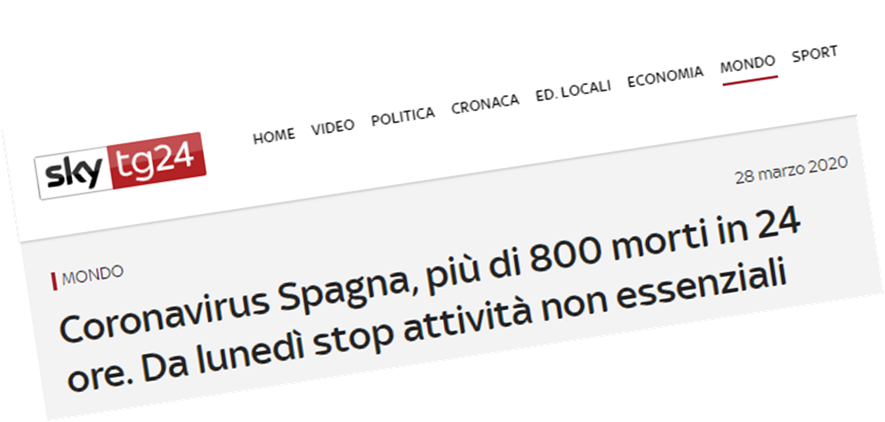 sky tg24
HOME VIDEO POLITICA CRONACA ED. LOCALI ECONOMIA MONDO SPORT
28 marzo 2020
MONDO
Coronavirus Spagna, più di 800 morti in 24
ore. Da lunedì stop attività non essenziali